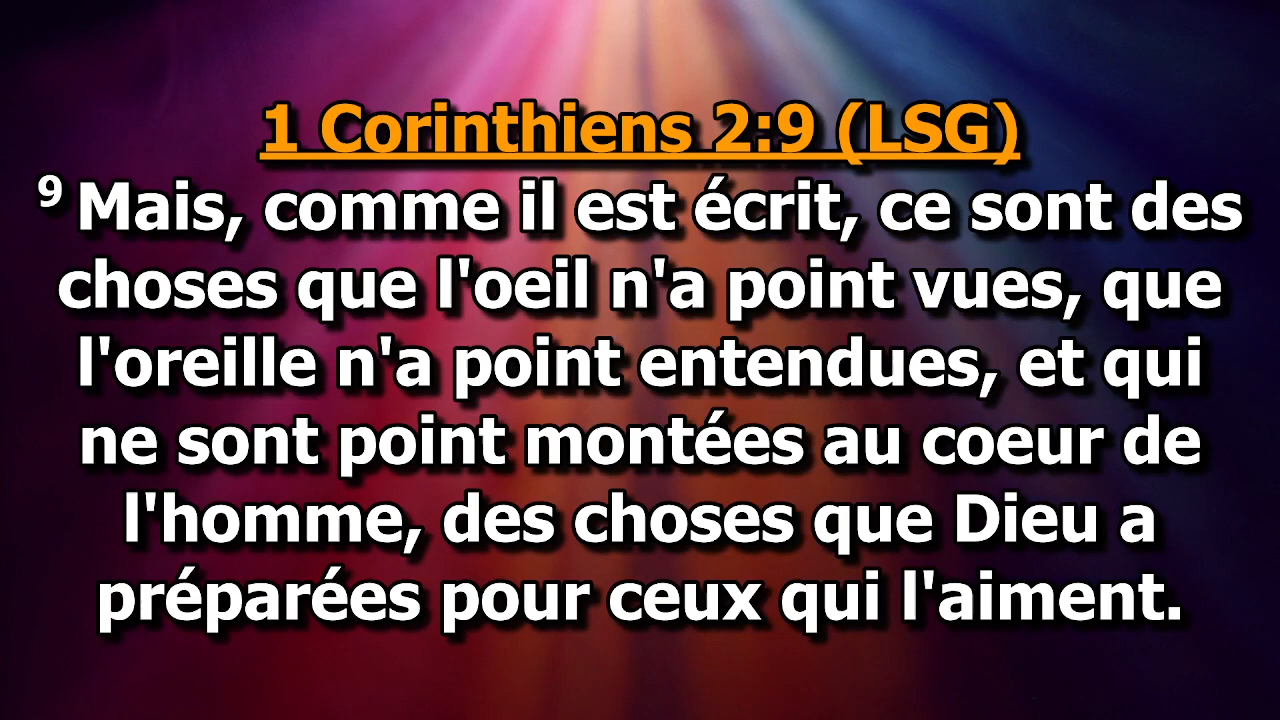 1 Corinthiens 2:9 (LSG)
9 Mais, comme il est écrit, ce sont des
choses que l'oeil n'a point vues, que
l'oreille n'a point entendues, et qui
ne sont point montées au coeur de
l'homme, des choses que Dieu a
préparées pour ceux qui l'aiment.